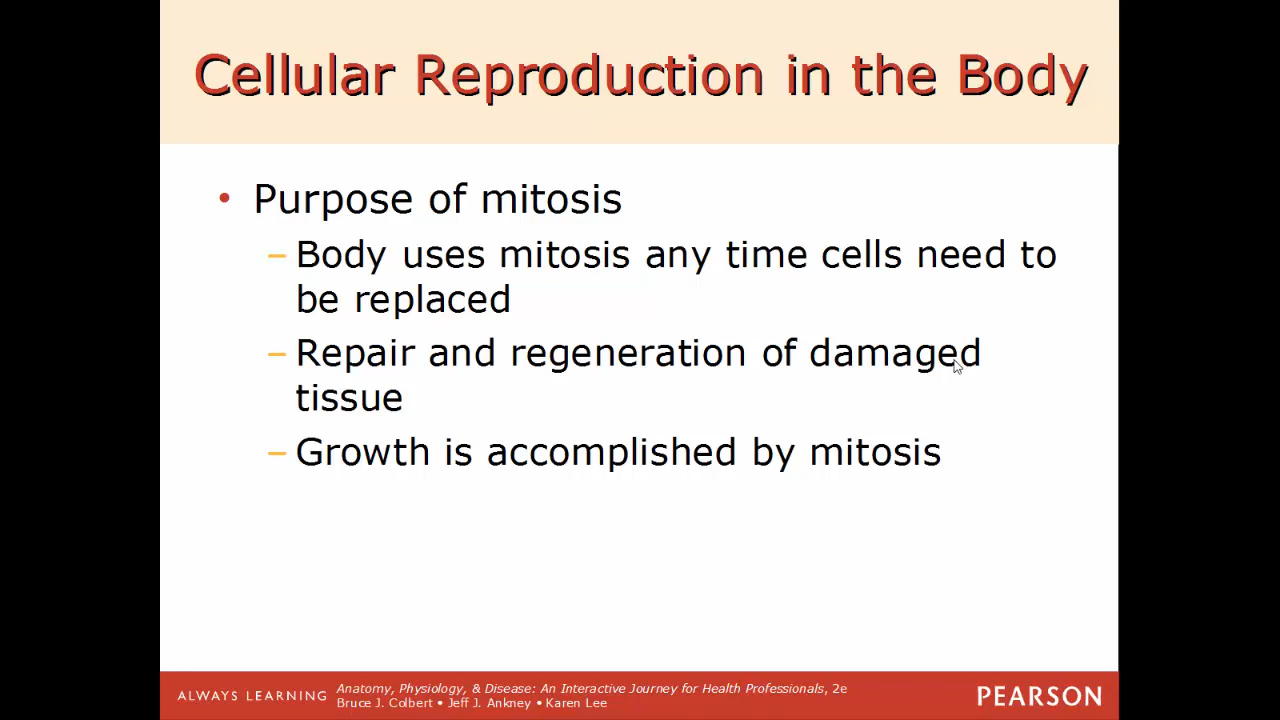 Cellular Reproduction in the Body
• Purpose of mitosis
– Body uses mitosis any time cells need to
be replaced
– Repair and regeneration of damaged
tissue
– Growth is accomplished by mitosis
ALWAYS LEARNING
Anatomy, Physiology, & Disease: An Interactive Journey for Health Professionals, 2e
Bruce J. Colbert • Jeff J. Ankney • Karen Lee
PEARSON